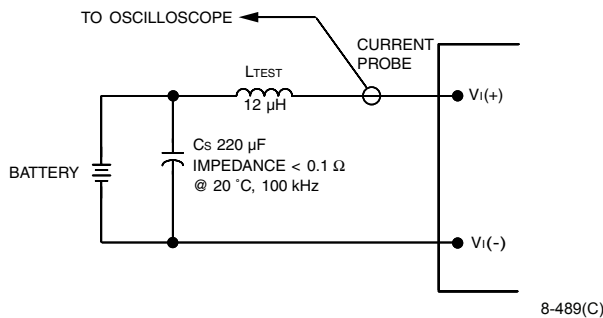 TO OSCILLOSCOPE
CURRENT
PROBE
LTEST
12 µH
VI(+)
CS 220 µF
IMPEDANCE < 0.1 Ω
@ 20 ˚C, 100 kHz
BATTERY
VI(-)
8-489(C)